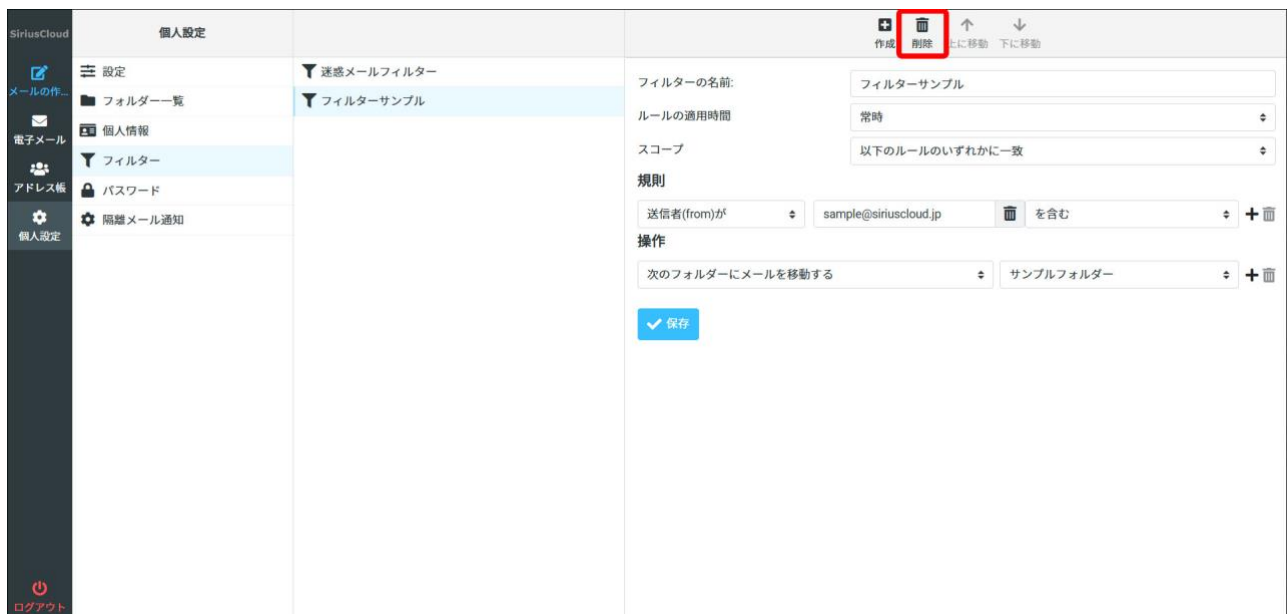 SiriusCloud
メールの作...
電子メール
アドレス帳
個人設定
ログアウト
個人設定
設定
フォルダー一覧
個人情報
フィルター
パスワード
隔離メール通知
迷惑メールフィルター
フィルターサンプル
作成 削除 上に移動 下に移動
フィルターの名前: フィルターサンプル
ルールの適用時間 常時
スコープ 以下のルールのいずれかに一致
規則
送信者(from)が sample@siriuscloud.jp を含む
操作
次のフォルダーにメールを移動する サンプルフォルダー
保存